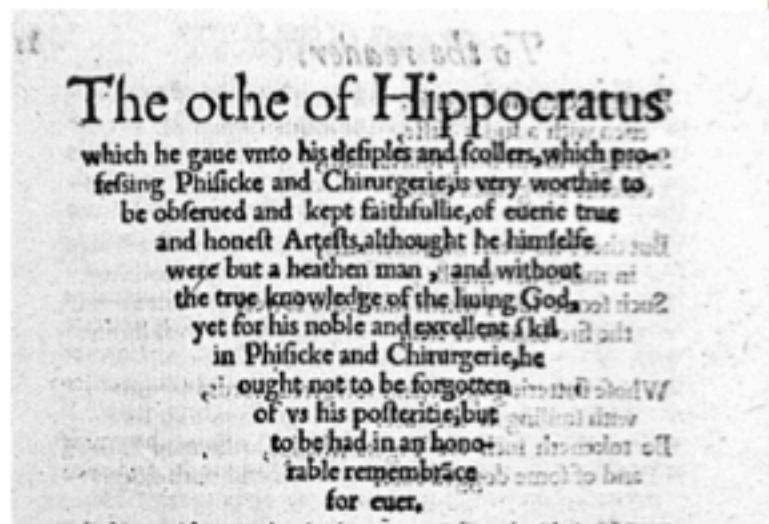 The othe of Hippocratus
which he gaue vnto his desiples and scollers, which pro-
fessing Phisicke and Chirurgerie, is very worthie to
be obserued and kept faithfullie, of euerie true
and honest Artests, althought he himselfe
were but a heathen man , and without
the true knowledge of the liuing God,
yet for his noble and excellent skil
in Phisicke and Chirurgerie, he
ought not to be forgotten
of vs his posteritie, but
to be had in an hono-
rable remembrāce
for euer.